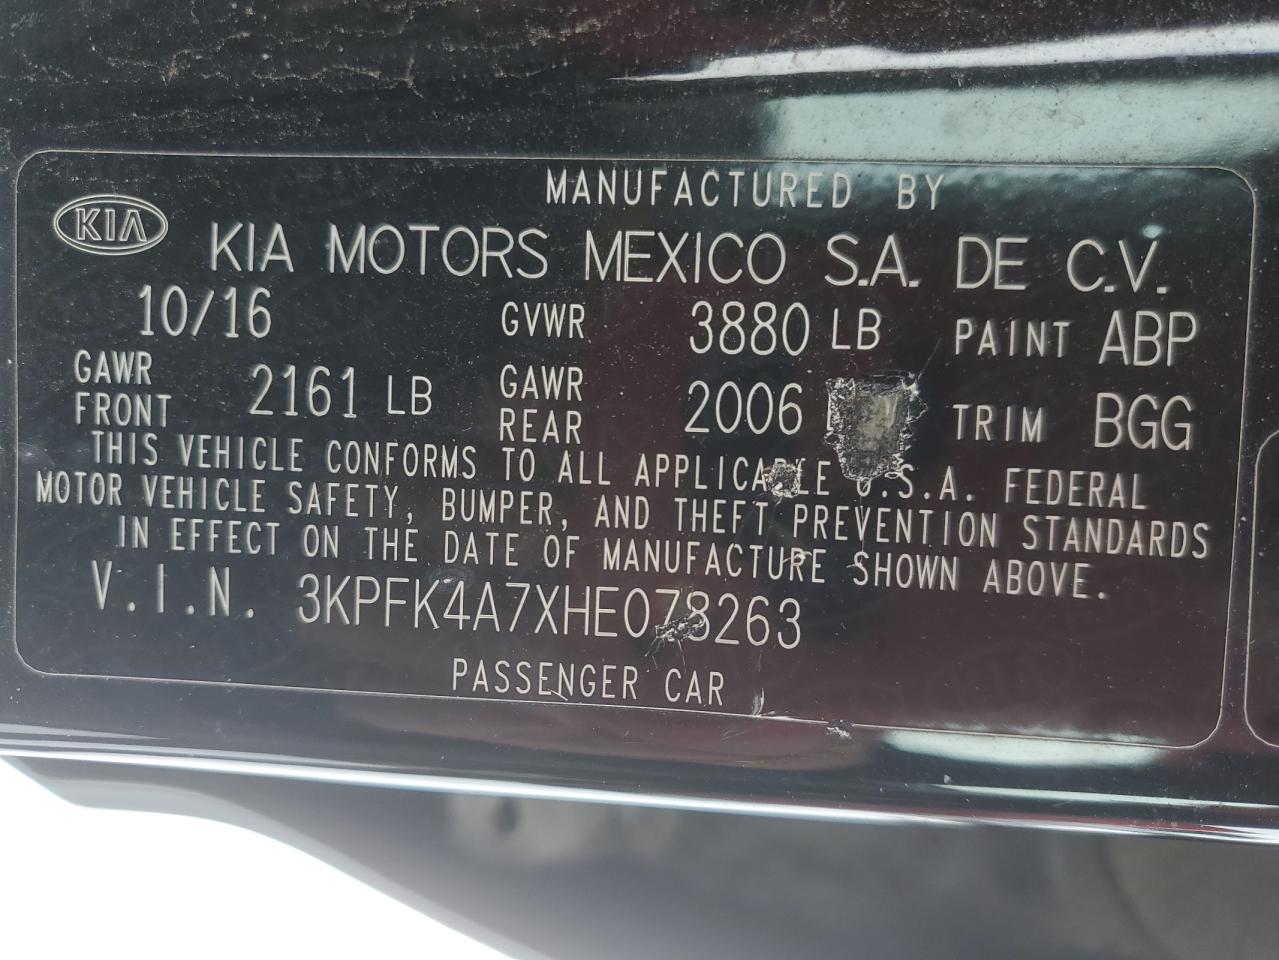 MANUFACTURED BY
KIA
KIA MOTORS MEXICO S.A. DE C.V.
10/16 GVWR 3880 LB PAINT ABP
GAWR FRONT 2161 LB GAWR REAR 2006 TRIM BGG
THIS VEHICLE CONFORMS TO ALL APPLICABLE U.S.A. FEDERAL
MOTOR VEHICLE SAFETY, BUMPER, AND THEFT PREVENTION STANDARDS
IN EFFECT ON THE DATE OF MANUFACTURE SHOWN ABOVE.
V.I.N. 3KPFK4A7XHE078263
PASSENGER CAR